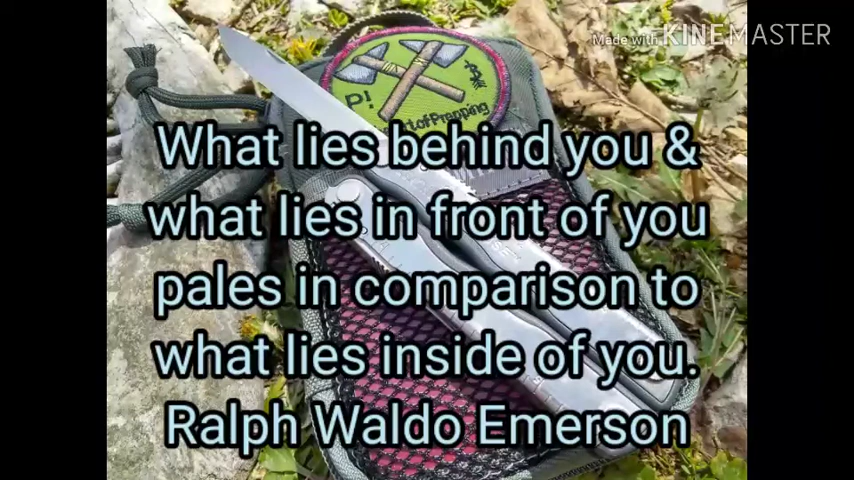 Made with KINEMASTER
P!
tofPrepping
What lies behind you &
what lies in front of you
pales in comparison to
what lies inside of you.
Ralph Waldo Emerson